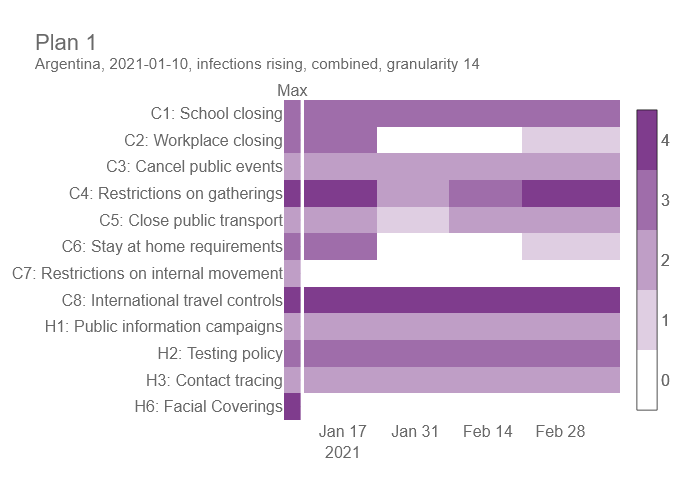 Plan 1
Argentina, 2021-01-10, infections rising, combined, granularity 14
Max
C1: School closing
C2: Workplace closing
C3: Cancel public events
C4: Restrictions on gatherings
C5: Close public transport
C6: Stay at home requirements
C7: Restrictions on internal movement
C8: International travel controls
H1: Public information campaigns
H2: Testing policy
H3: Contact tracing
H6: Facial Coverings
Jan 17 Jan 31 Feb 14 Feb 28
2021
4
3
2
1
0